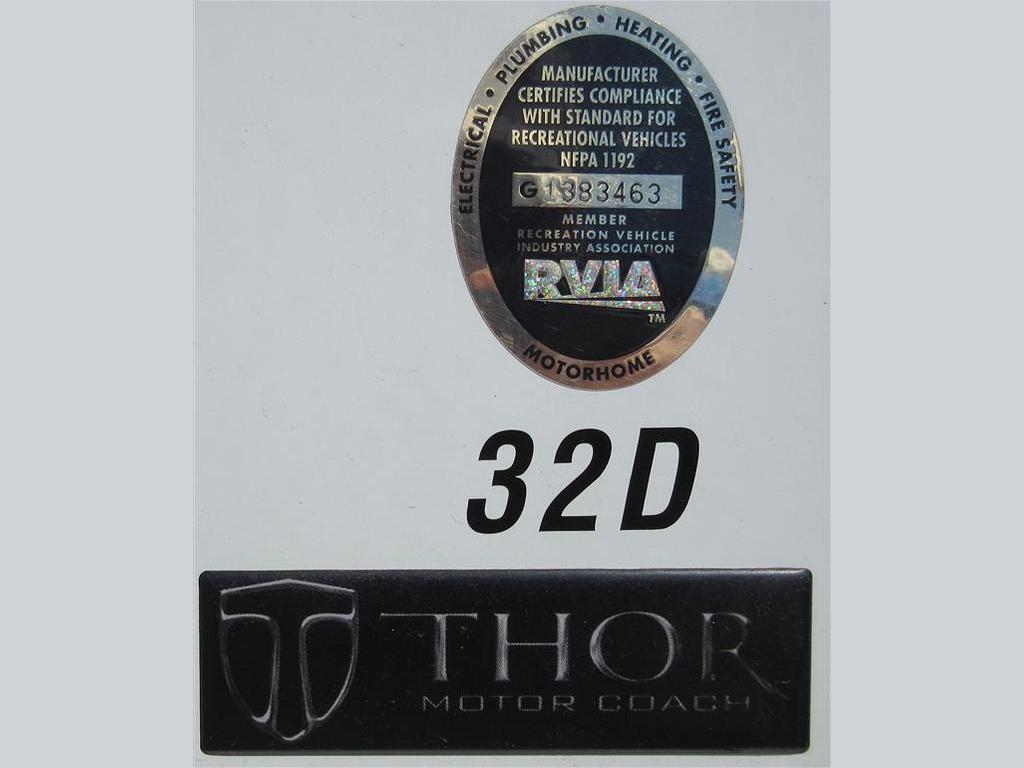 ELECTRICAL • PLUMBING • HEATING • FIRE SAFETY
MANUFACTURER
CERTIFIES COMPLIANCE
WITH STANDARD FOR
RECREATIONAL VEHICLES
NFPA 1192
G1383463
MEMBER
RECREATION VEHICLE
INDUSTRY ASSOCIATION
RVIA
TM
MOTORHOME
32D
THOR
MOTOR COACH